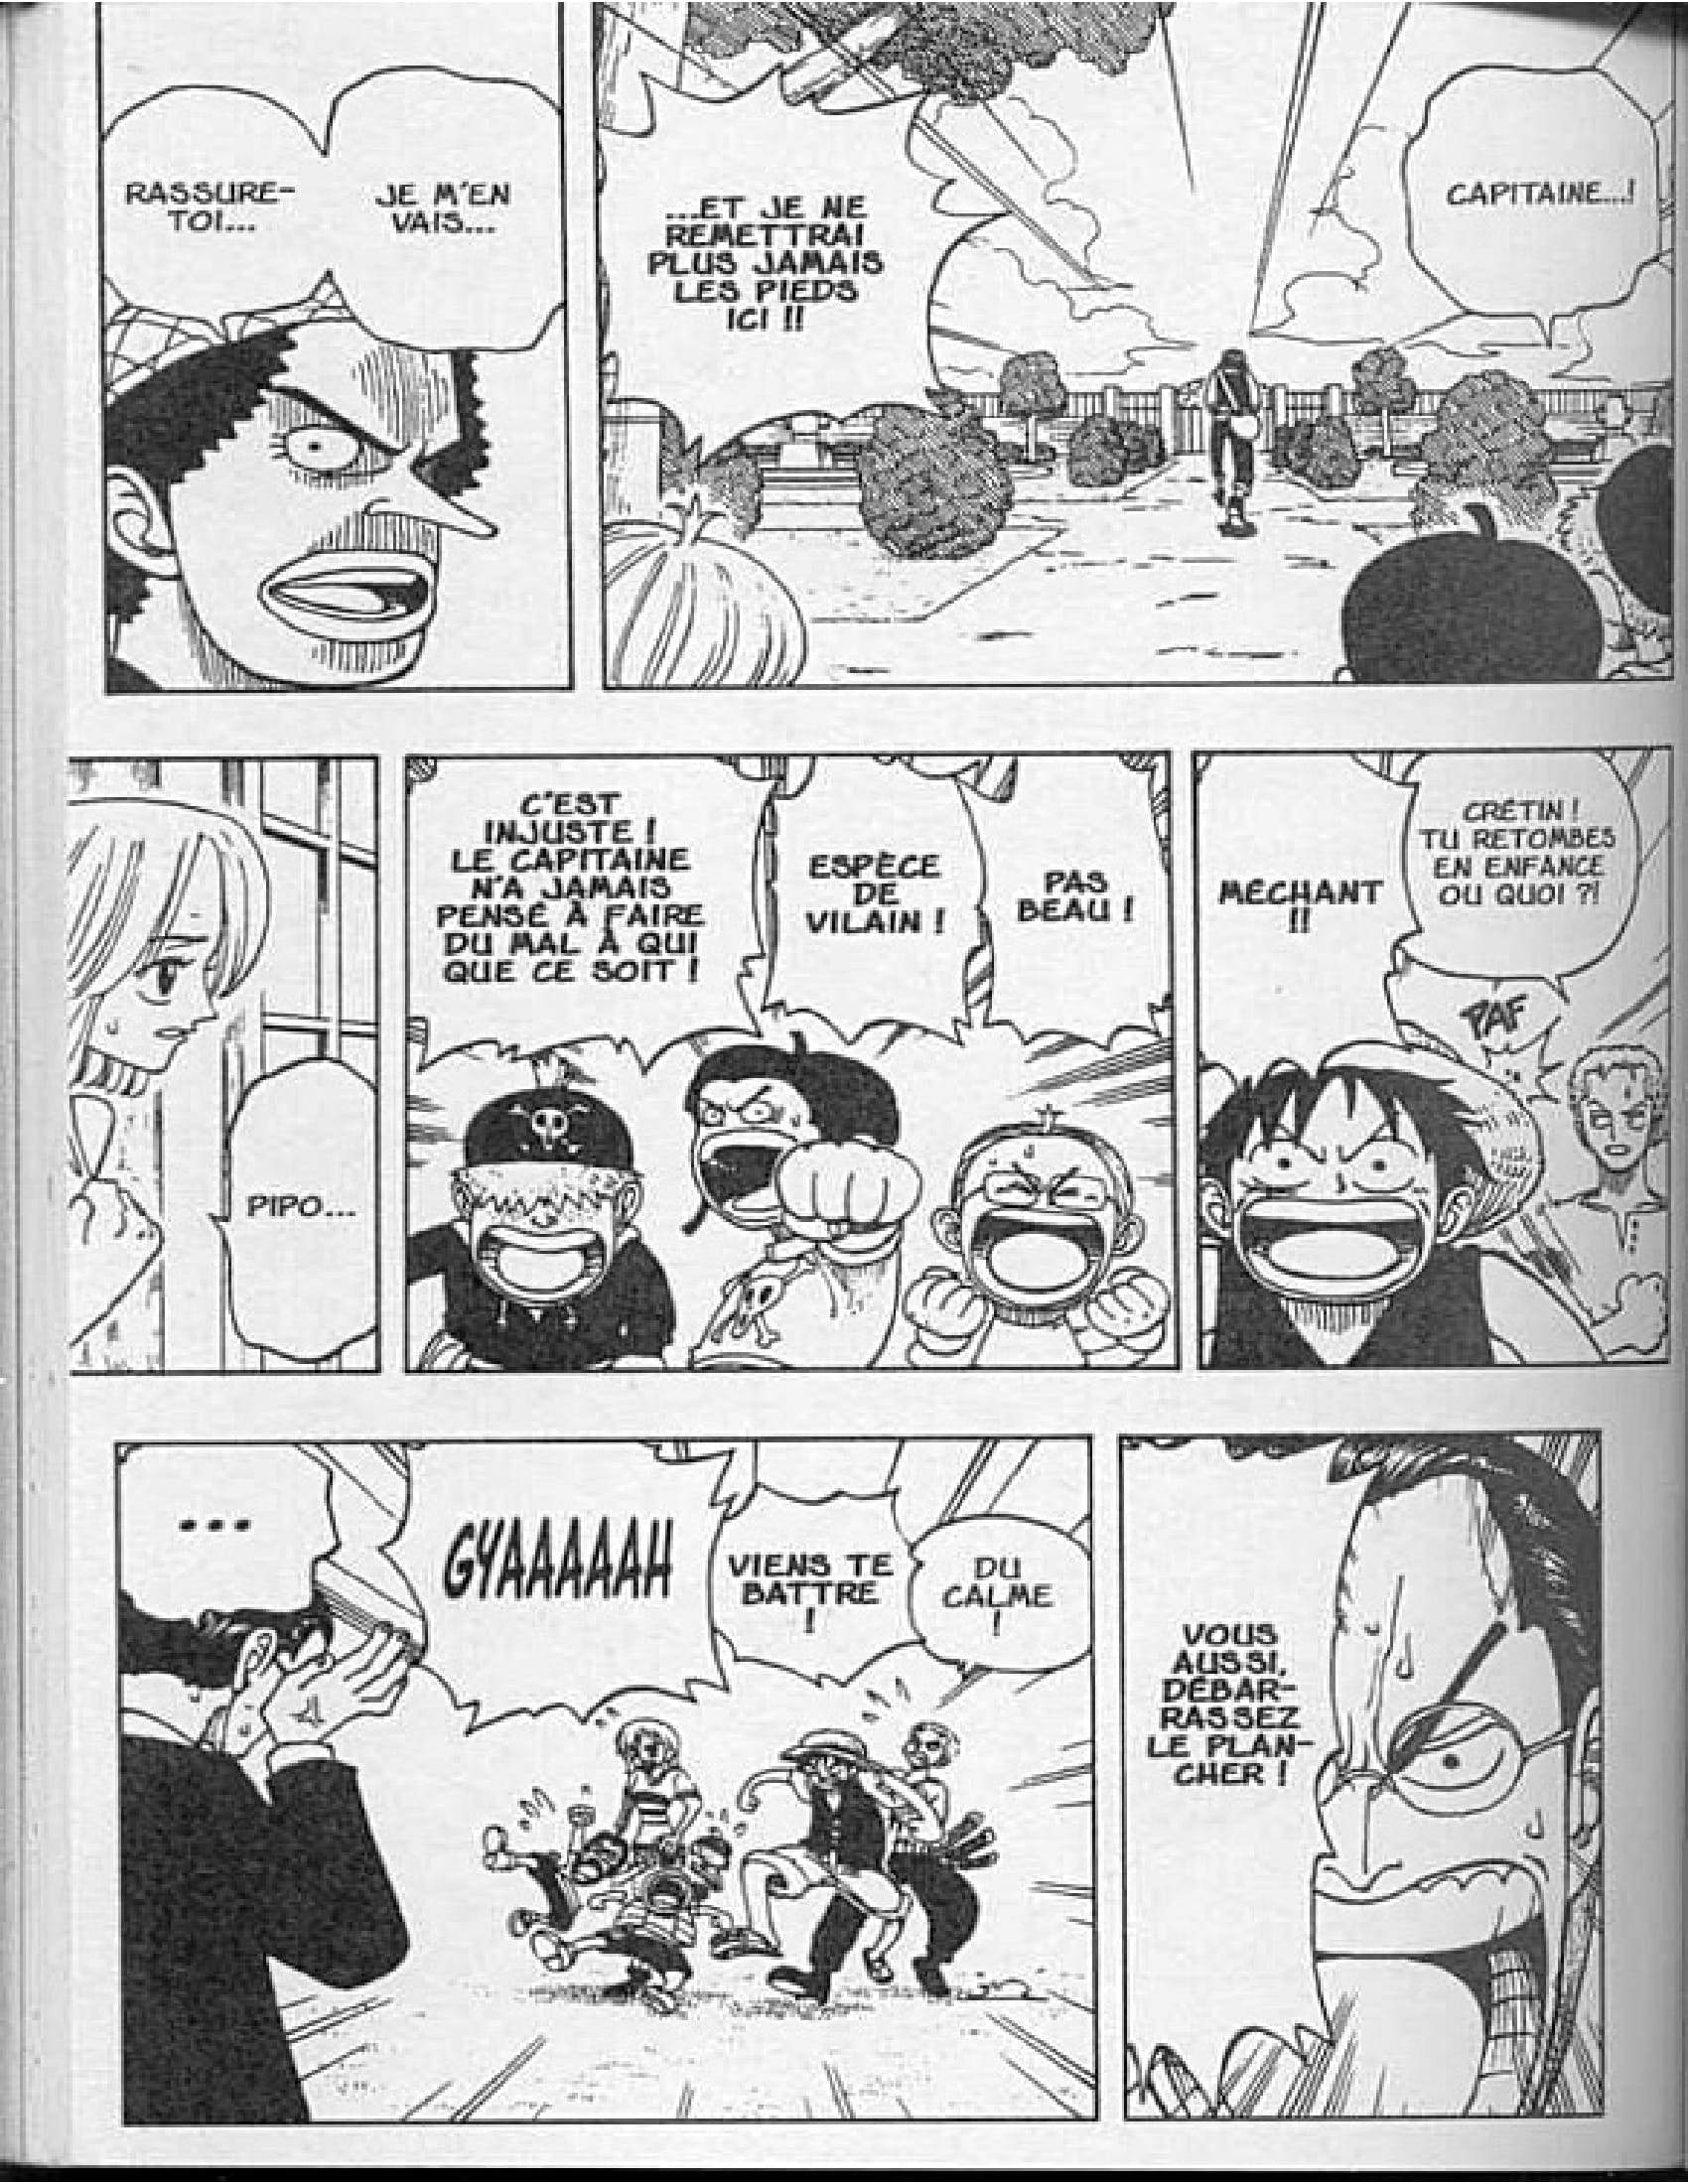 RASSURE-
TOI...
JE M'EN
VAIS...
...ET JE NE
REMETTRAI
PLUS JAMAIS
LES PIEDS
ICI !!
CAPITAINE...!
PIPO...
C'EST
INJUSTE !
LE CAPITAINE
N'A JAMAIS
PENSÉ À FAIRE
DU MAL À QUI
QUE CE SOIT !
ESPÈCE
DE
VILAIN !
PAS
BEAU !
MÉCHANT
!!
CRÉTIN !
TU RETOMBES
EN ENFANCE
OU QUOI ?!
PAF
...
GYAAAAAH
VIENS TE
BATTRE
!
DU
CALME
!
VOUS
AUSSI,
DÉBAR-
RASSEZ
LE PLAN-
CHER !